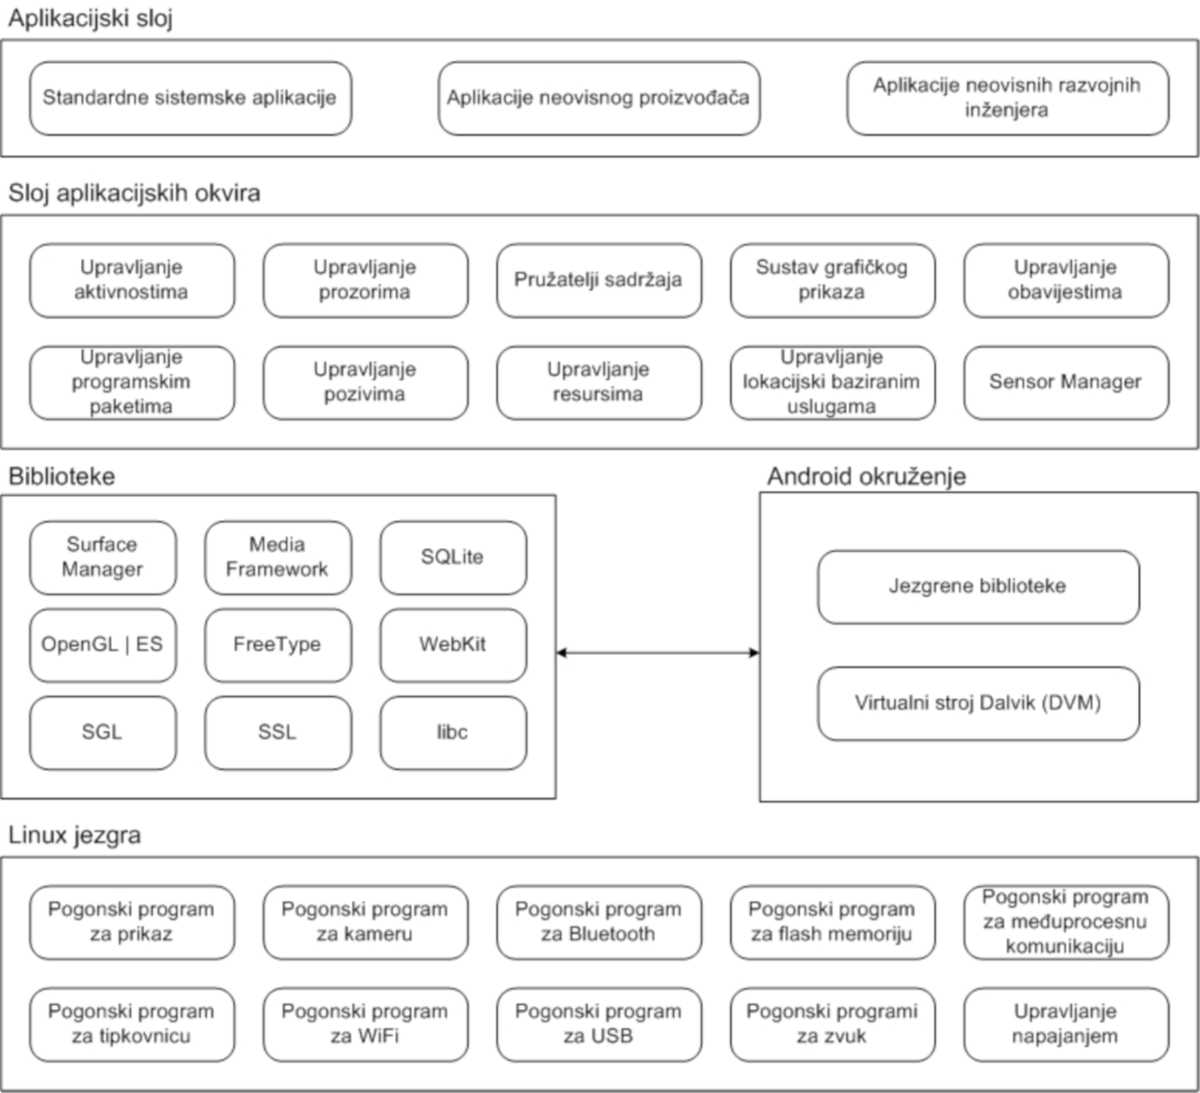 Aplikacijski sloj
Standardne sistemske aplikacije
Aplikacije neovisnog proizvođača
Aplikacije neovisnih razvojnih
inženjera
Sloj aplikacijskih okvira
Upravljanje
aktivnostima
Upravljanje
prozorima
Pružatelji sadržaja
Sustav grafičkog
prikaza
Upravljanje
obavijestima
Upravljanje
programskim
paketima
Upravljanje
pozivima
Upravljanje
resursima
Upravljanje
lokacijski baziranim
uslugama
Sensor Manager
Biblioteke
Surface
Manager
Media
Framework
SQLite
OpenGL | ES
FreeType
WebKit
SGL
SSL
libc
Android okruženje
Jezgrene biblioteke
Virtualni stroj Dalvik (DVM)
Linux jezgra
Pogonski program
za prikaz
Pogonski program
za kameru
Pogonski program
za Bluetooth
Pogonski program
za flash memoriju
Pogonski program
za međuprocesnu
komunikaciju
Pogonski program
za tipkovnicu
Pogonski program
za WiFi
Pogonski program
za USB
Pogonski programi
za zvuk
Upravljanje
napajanjem